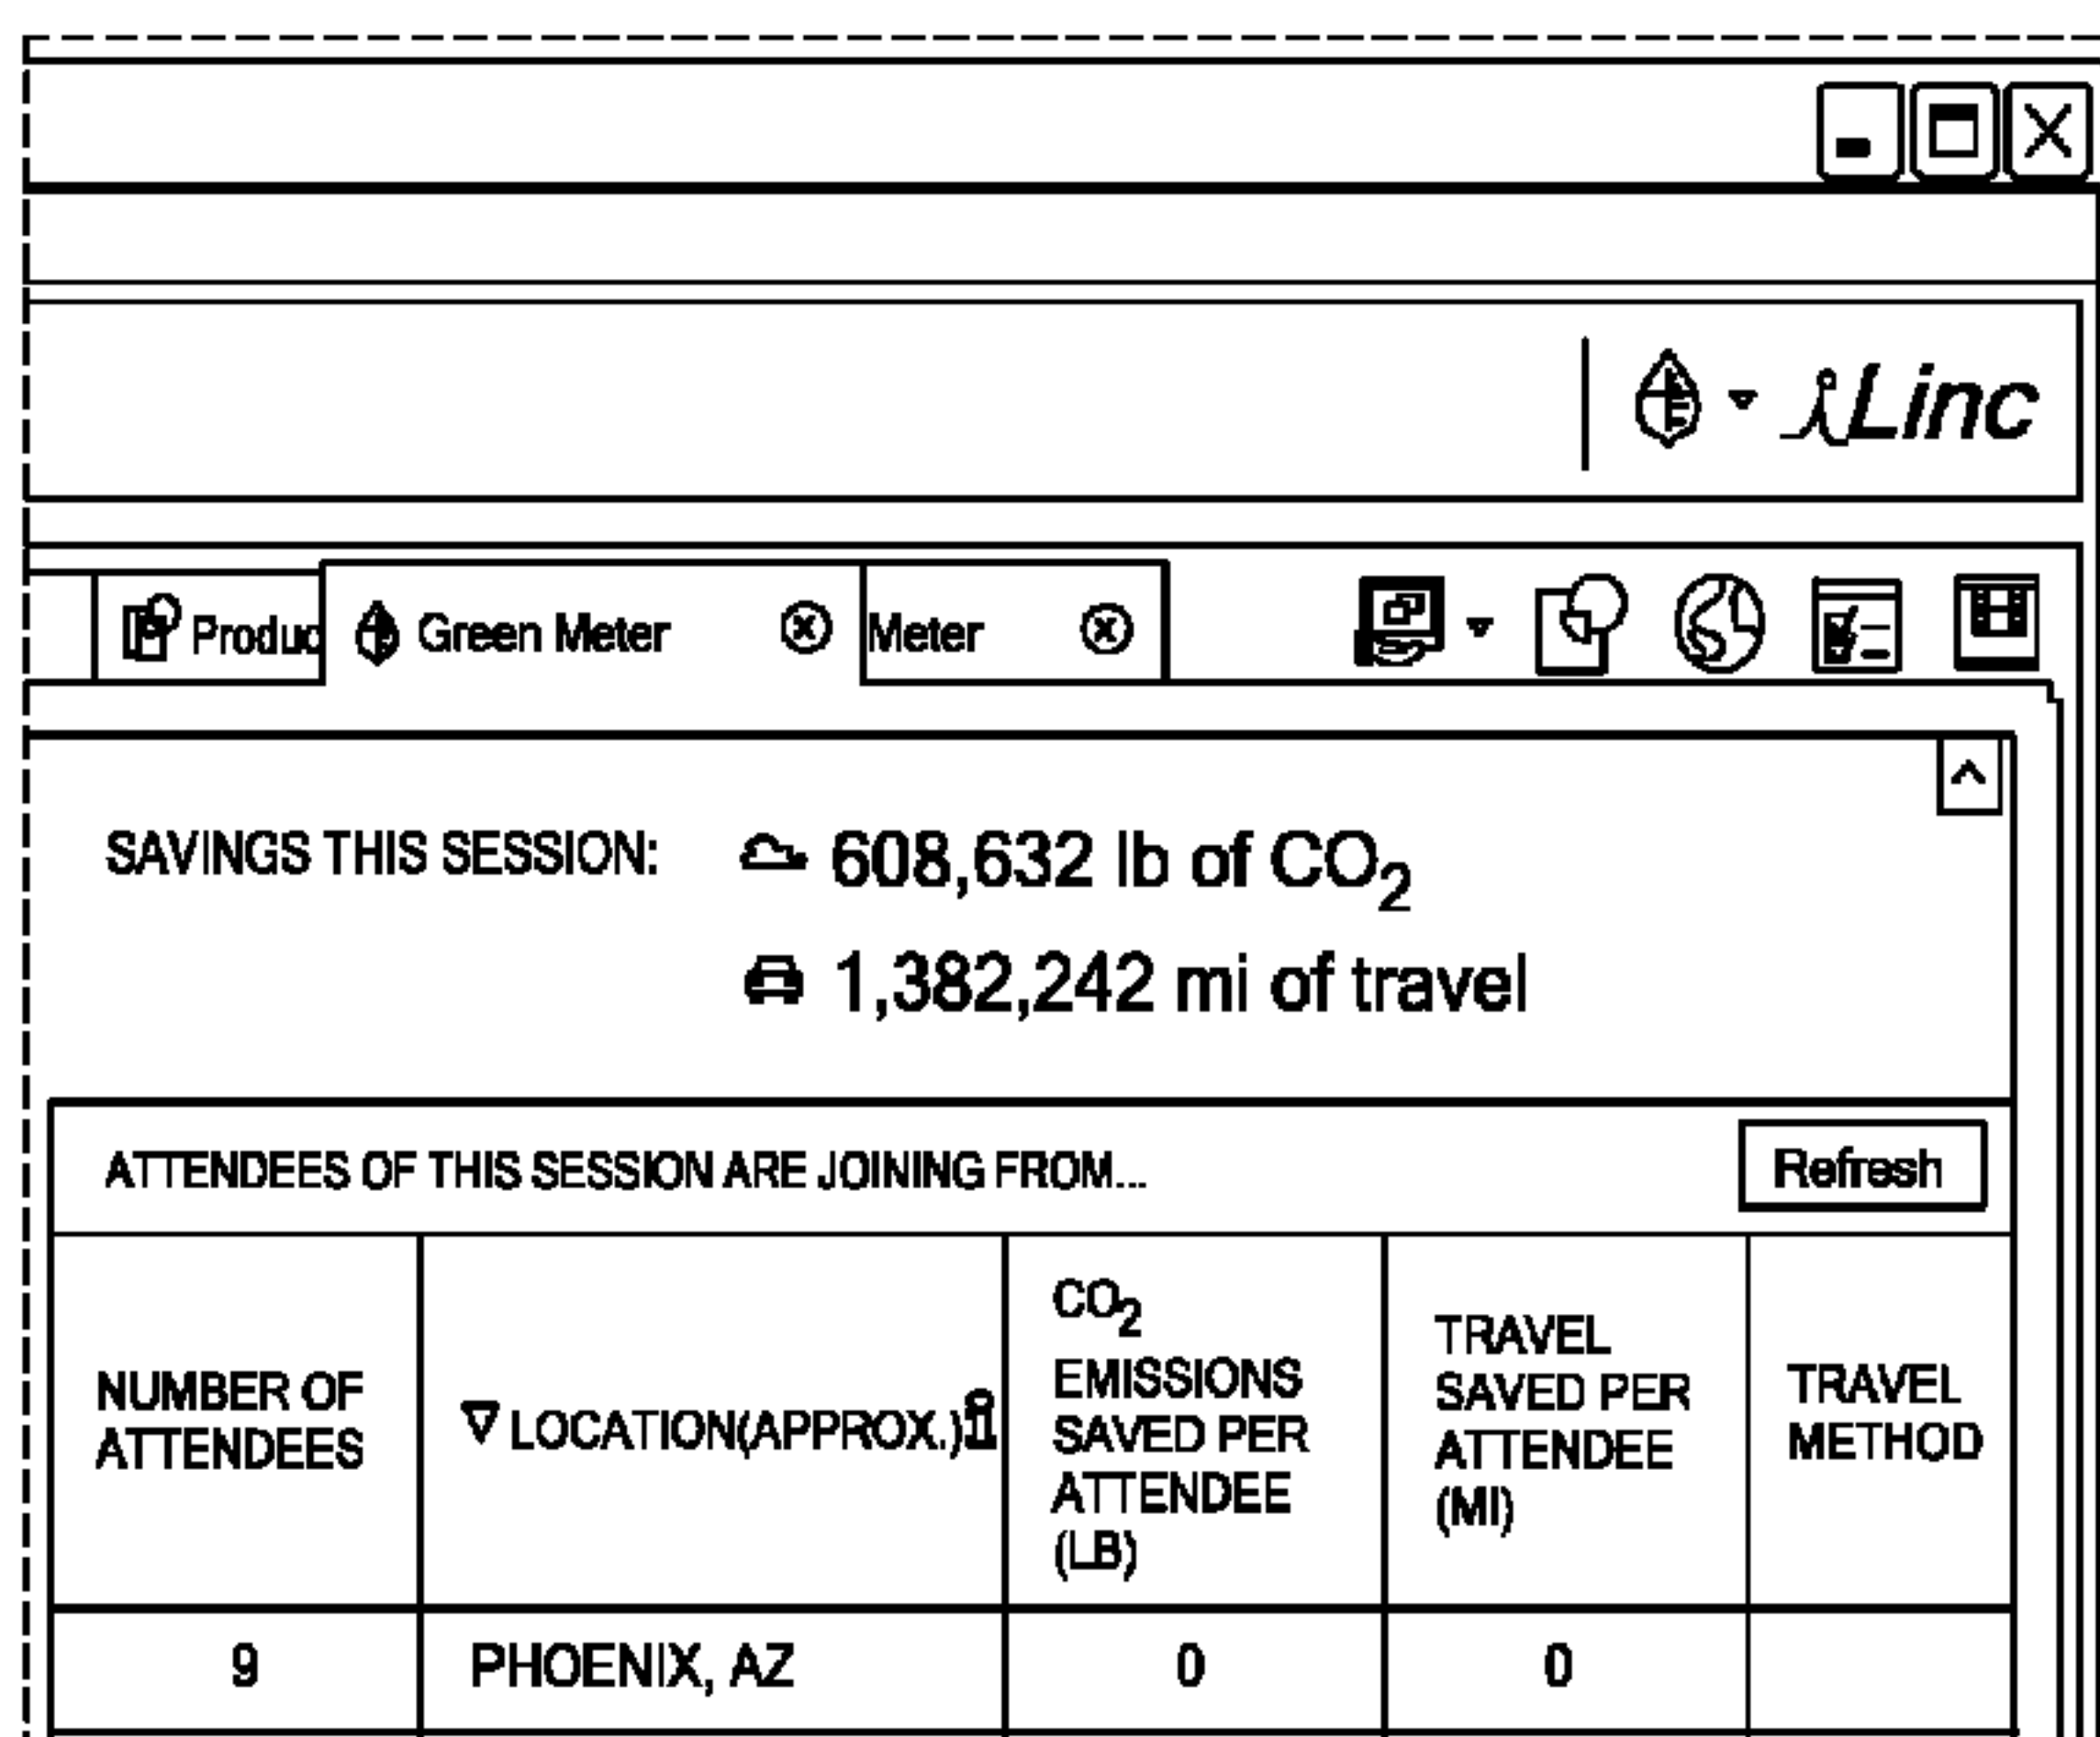 iLinc
Produc Green Meter Meter
SAVINGS THIS SESSION: 608,632 lb of CO2
1,382,242 mi of travel
ATTENDEES OF THIS SESSION ARE JOINING FROM... Refresh
NUMBER OF
ATTENDEES
LOCATION(APPROX.)
CO2
EMISSIONS
SAVED PER
ATTENDEE
(LB)
TRAVEL
SAVED PER
ATTENDEE
(MI)
TRAVEL
METHOD
9 PHOENIX, AZ 0 0